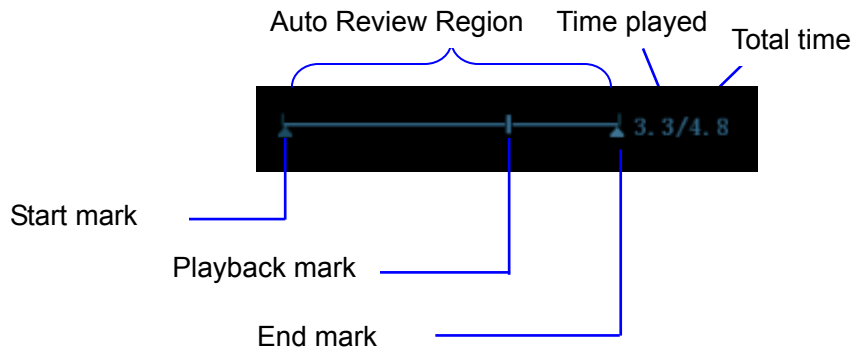 Auto Review Region
Time played
Total time
3.3/4.8
Start mark
Playback mark
End mark